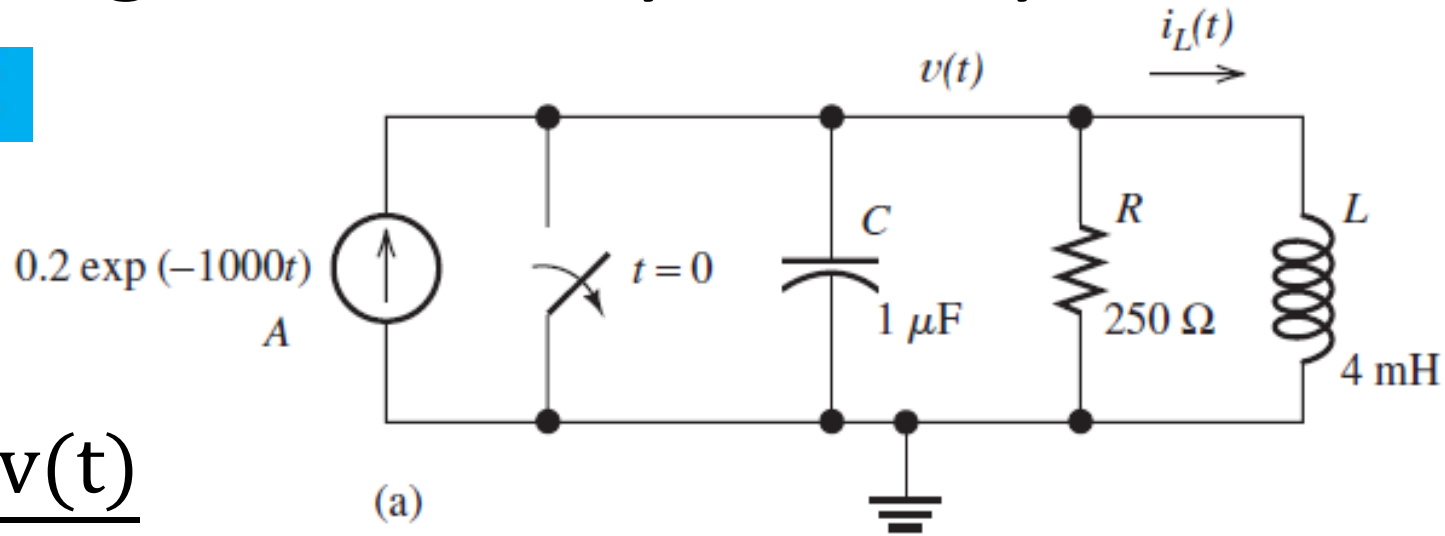 i_L(t)
v(t)
0.2 exp (–1000t)
A
t = 0
C
1 μF
R
250 Ω
L
4 mH
v(t)
(a)